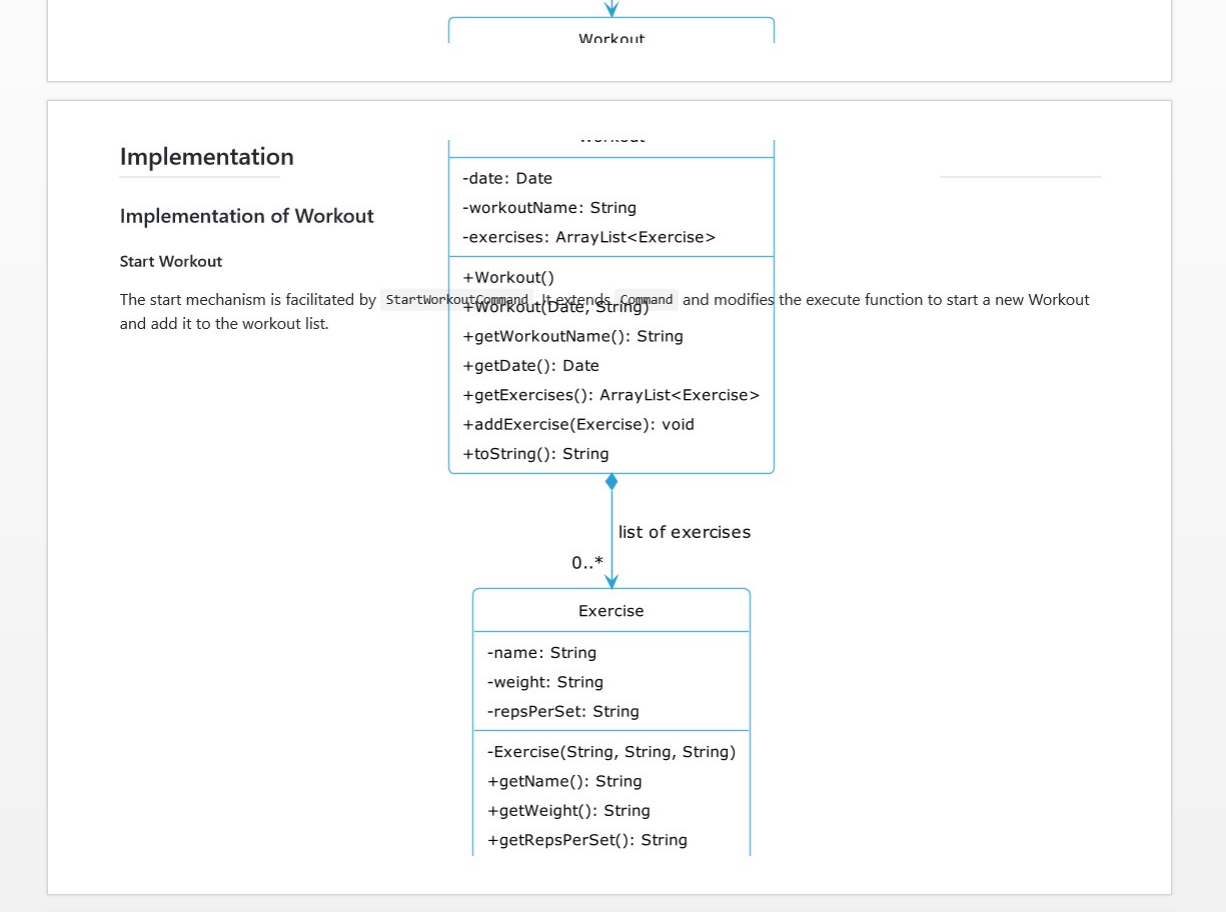 Workout
Implementation
Workout
-date: Date
-workoutName: String
-exercises: ArrayList<Exercise>
Implementation of Workout
Start Workout
The start mechanism is facilitated by StartWorkoutCommand . It extends Command and modifies the execute function to start a new Workout
and add it to the workout list.
+Workout()
+Workout(Date, String)
+getWorkoutName(): String
+getDate(): Date
+getExercises(): ArrayList<Exercise>
+addExercise(Exercise): void
+toString(): String
list of exercises
0..*
Exercise
-name: String
-weight: String
-repsPerSet: String
-Exercise(String, String, String)
+getName(): String
+getWeight(): String
+getRepsPerSet(): String